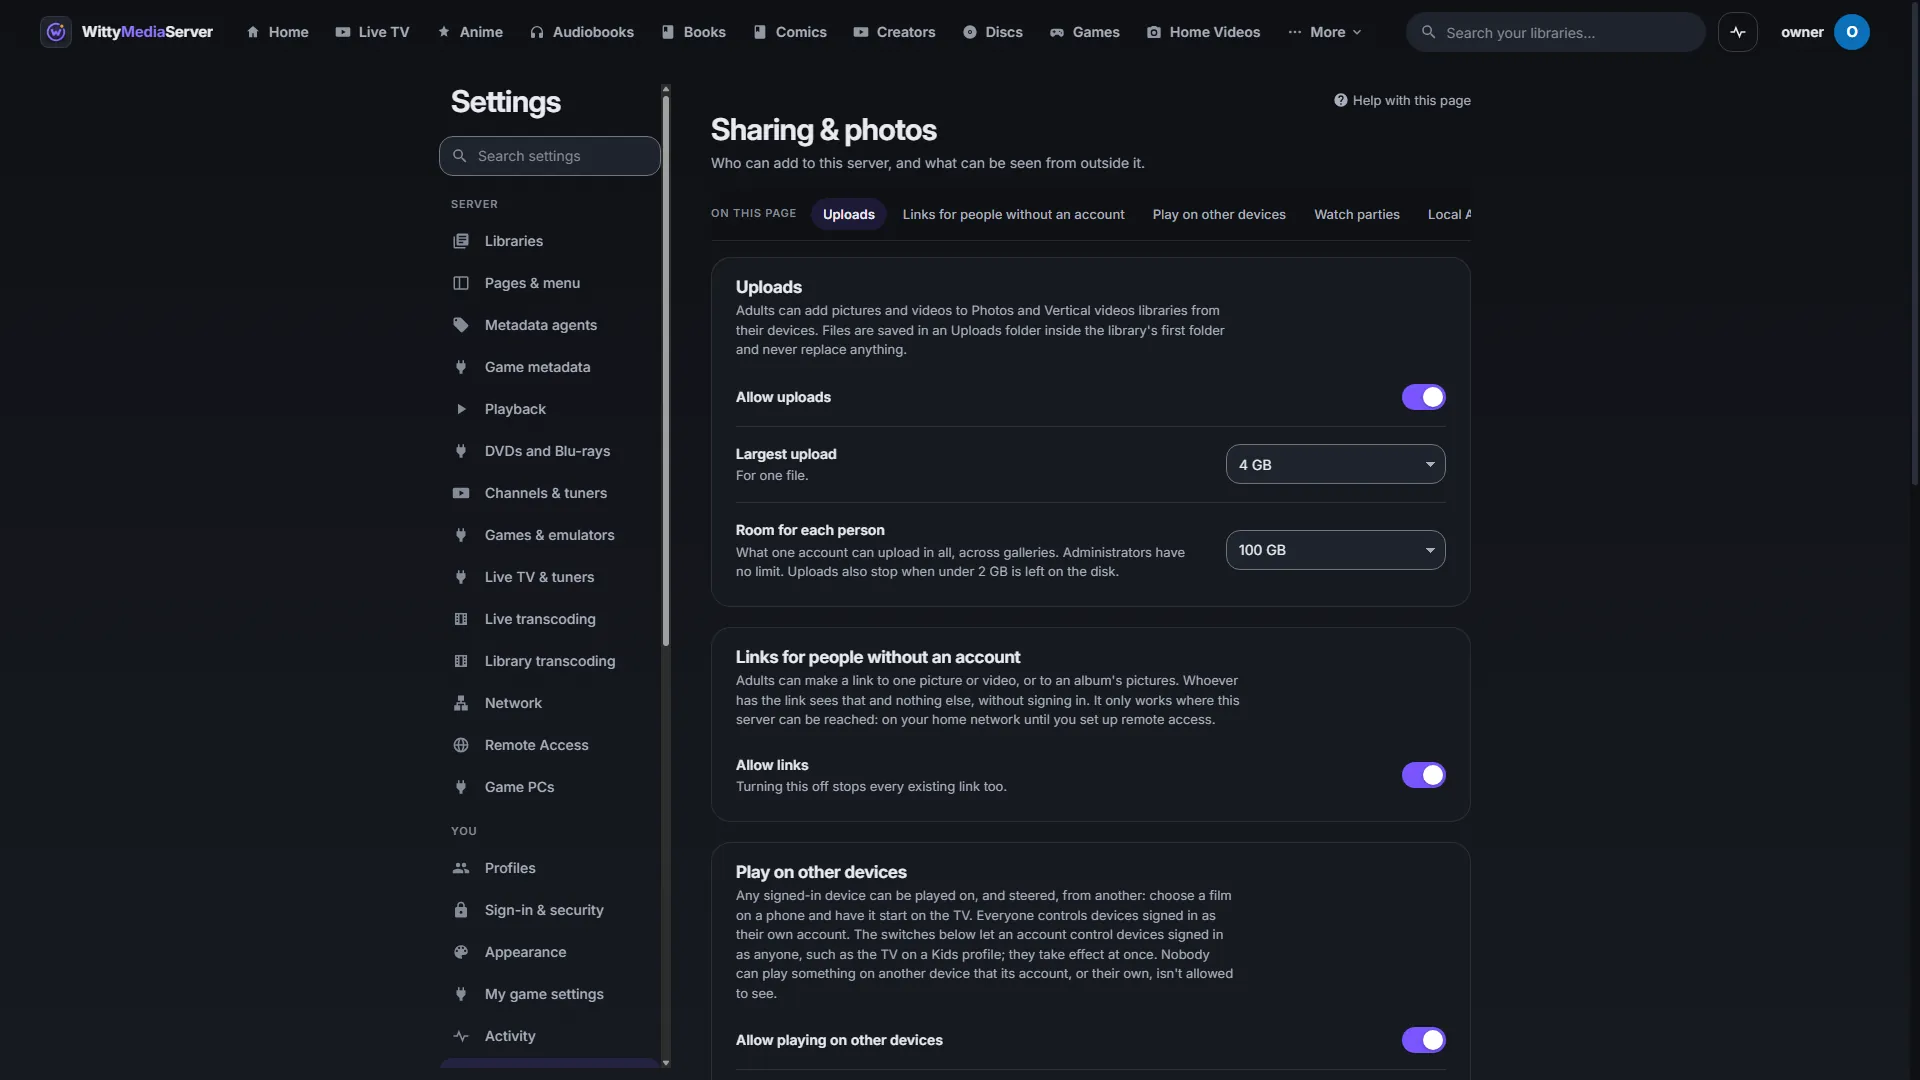 WittyMediaServer
Home
Live TV
Anime
Audiobooks
Books
Comics
Creators
Discs
Games
Home Videos
More
Search your libraries...
owner
O
Settings
Search settings
SERVER
Libraries
Pages & menu
Metadata agents
Game metadata
Playback
DVDs and Blu-rays
Channels & tuners
Games & emulators
Live TV & tuners
Live transcoding
Library transcoding
Network
Remote Access
Game PCs
YOU
Profiles
Sign-in & security
Appearance
My game settings
Activity
Help with this page
Sharing & photos
Who can add to this server, and what can be seen from outside it.
ON THIS PAGE
Uploads
Links for people without an account
Play on other devices
Watch parties
Local
Uploads
Adults can add pictures and videos to Photos and Vertical videos libraries from
their devices. Files are saved in an Uploads folder inside the library's first folder
and never replace anything.
Allow uploads
Largest upload
For one file.
4 GB
Room for each person
What one account can upload in all, across galleries. Administrators have
no limit. Uploads also stop when under 2 GB is left on the disk.
100 GB
Links for people without an account
Adults can make a link to one picture or video, or to an album's pictures. Whoever
has the link sees that and nothing else, without signing in. It only works where this
server can be reached: on your home network until you set up remote access.
Allow links
Turning this off stops every existing link too.
Play on other devices
Any signed-in device can be played on, and steered, from another: choose a film
on a phone and have it start on the TV. Everyone controls devices signed in as
their own account. The switches below let an account control devices signed in
as anyone, such as the TV on a Kids profile; they take effect at once. Nobody
can play something on another device that its account, or their own, isn't allowed
to see.
Allow playing on other devices